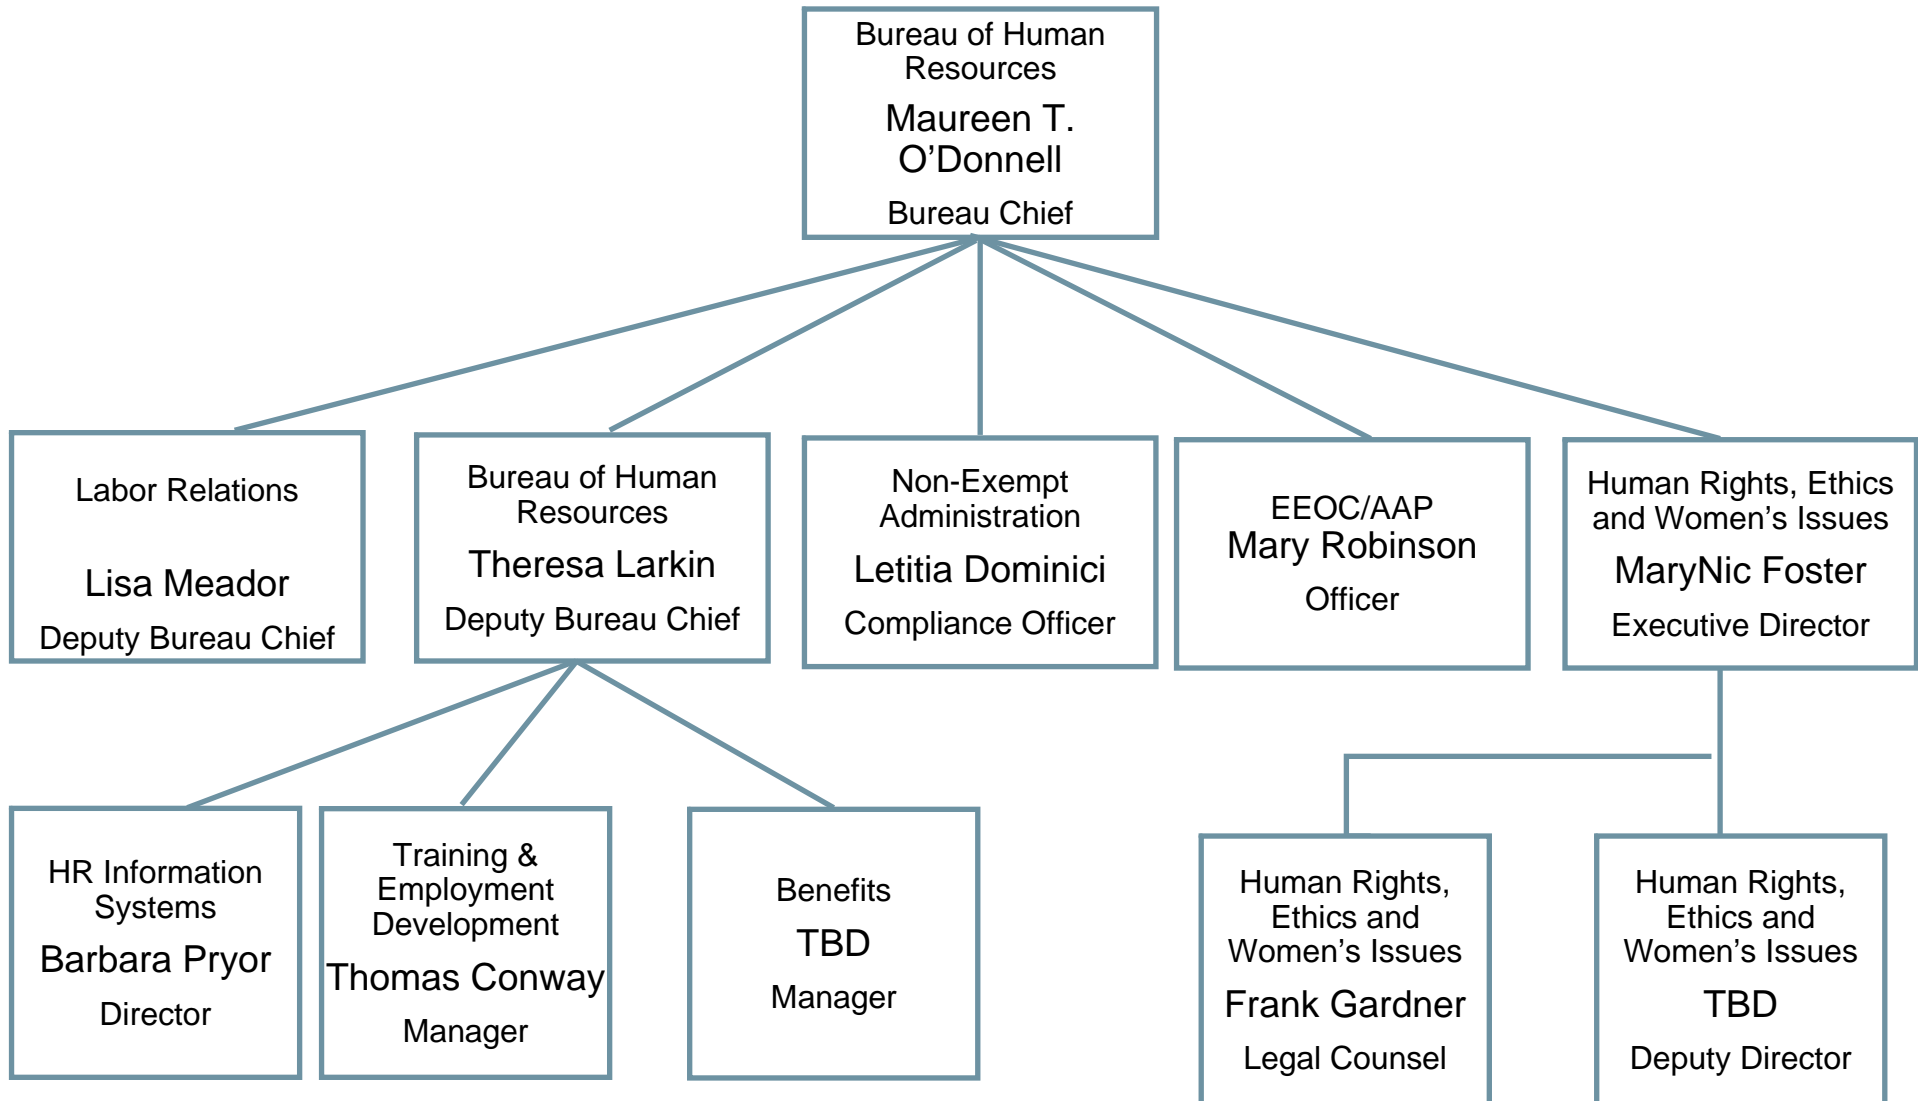 Bureau of Human
Resources
Maureen T.
O’Donnell
Bureau Chief
Labor Relations
Lisa Meador
Deputy Bureau Chief
Bureau of Human
Resources
Theresa Larkin
Deputy Bureau Chief
Non-Exempt
Administration
Letitia Dominici
Compliance Officer
EEOC/AAP
Mary Robinson
Officer
Human Rights, Ethics
and Women’s Issues
MaryNic Foster
Executive Director
HR Information
Systems
Barbara Pryor
Director
Training &
Employment
Development
Thomas Conway
Manager
Benefits
TBD
Manager
Human Rights,
Ethics and
Women’s Issues
Frank Gardner
Legal Counsel
Human Rights,
Ethics and
Women’s Issues
TBD
Deputy Director